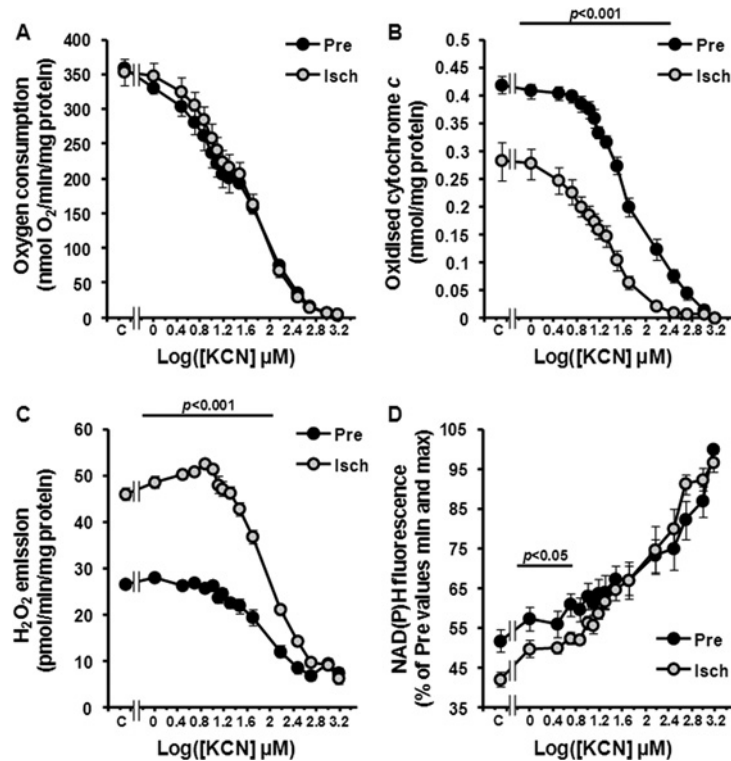 A
Oxygen consumption
(nmol O₂/min/mg protein)
400
350
300
250
200
150
100
50
0
Pre
Isch
C 0 0.4 0.8 1.2 1.6 2 2.4 2.8 3.2
Log([KCN] µM)
B
p<0.001
Oxidised cytochrome c
(nmol/mg protein)
0.5
0.45
0.4
0.35
0.3
0.25
0.2
0.15
0.1
0.05
0
Pre
Isch
C 0 0.4 0.8 1.2 1.6 2 2.4 2.8 3.2
Log([KCN] µM)
C
p<0.001
H₂O₂ emission
(pmol/min/mg protein)
60
50
40
30
20
10
0
Pre
Isch
C 0 0.4 0.8 1.2 1.6 2 2.4 2.8 3.2
Log([KCN] µM)
D
p<0.05
NAD(P)H fluorescence
(% of Pre values min and max)
105
95
85
75
65
55
45
35
Pre
Isch
C 0 0.4 0.8 1.2 1.6 2 2.4 2.8 3.2
Log([KCN] µM)